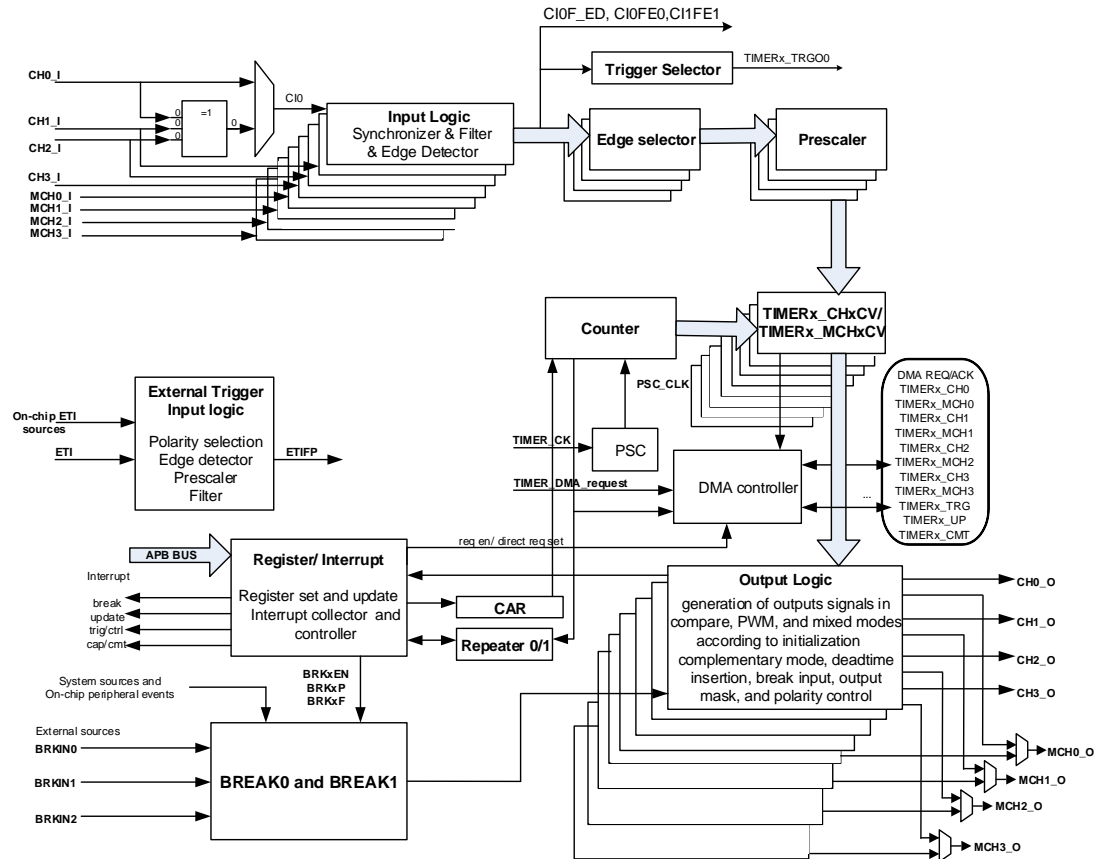 CI0F_ED, CI0FE0,CI1FE1
Trigger Selector
TIMERx_TRGO0
CH0_I
CH1_I
CH2_I
CH3_I
MCH0_I
MCH1_I
MCH2_I
MCH3_I
0
0
0
=1
0
CI0
Input Logic
Synchronizer & Filter
& Edge Detector
Edge selector
Prescaler
Counter
TIMERx_CHxCV/
TIMERx_MCHxCV
PSC_CLK
TIMER_CK
PSC
TIMER_DMA_request
DMA controller
...
DMA REQ/ACK
TIMERx_CH0
TIMERx_MCH0
TIMERx_CH1
TIMERx_MCH1
TIMERx_CH2
TIMERx_MCH2
TIMERx_CH3
TIMERx_MCH3
TIMERx_TRG
TIMERx_UP
TIMERx_CMT
On-chip ETI
sources
ETI
External Trigger
Input logic
Polarity selection
Edge detector
Prescaler
Filter
ETIFP
APB BUS
Interrupt
break
update
trig/ctrl
cap/cmt
Register/ Interrupt
Register set and update
Interrupt collector and
controller
req en/ direct req set
CAR
Repeater 0/1
BRKxEN
BRKxP
BRKxF
System sources and
On-chip peripheral events
External sources
BRKIN0
BRKIN1
BRKIN2
BREAK0 and BREAK1
Output Logic
generation of outputs signals in
compare, PWM, and mixed modes
according to initialization
complementary mode, deadtime
insertion, break input, output
mask, and polarity control
CH0_O
CH1_O
CH2_O
CH3_O
MCH0_O
MCH1_O
MCH2_O
MCH3_O